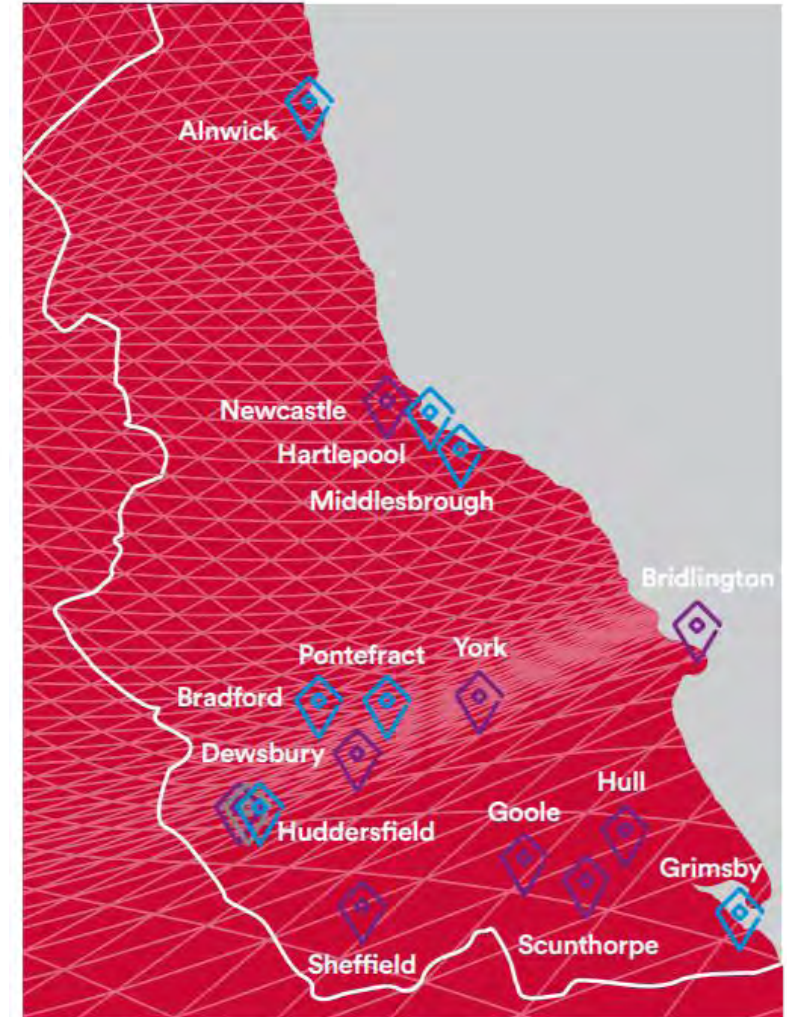 Alnwick
Newcastle
Hartlepool
Middlesbrough
Bridlington
Pontefract
York
Bradford
Dewsbury
Huddersfield
Goole
Hull
Grimsby
Scunthorpe
Sheffield